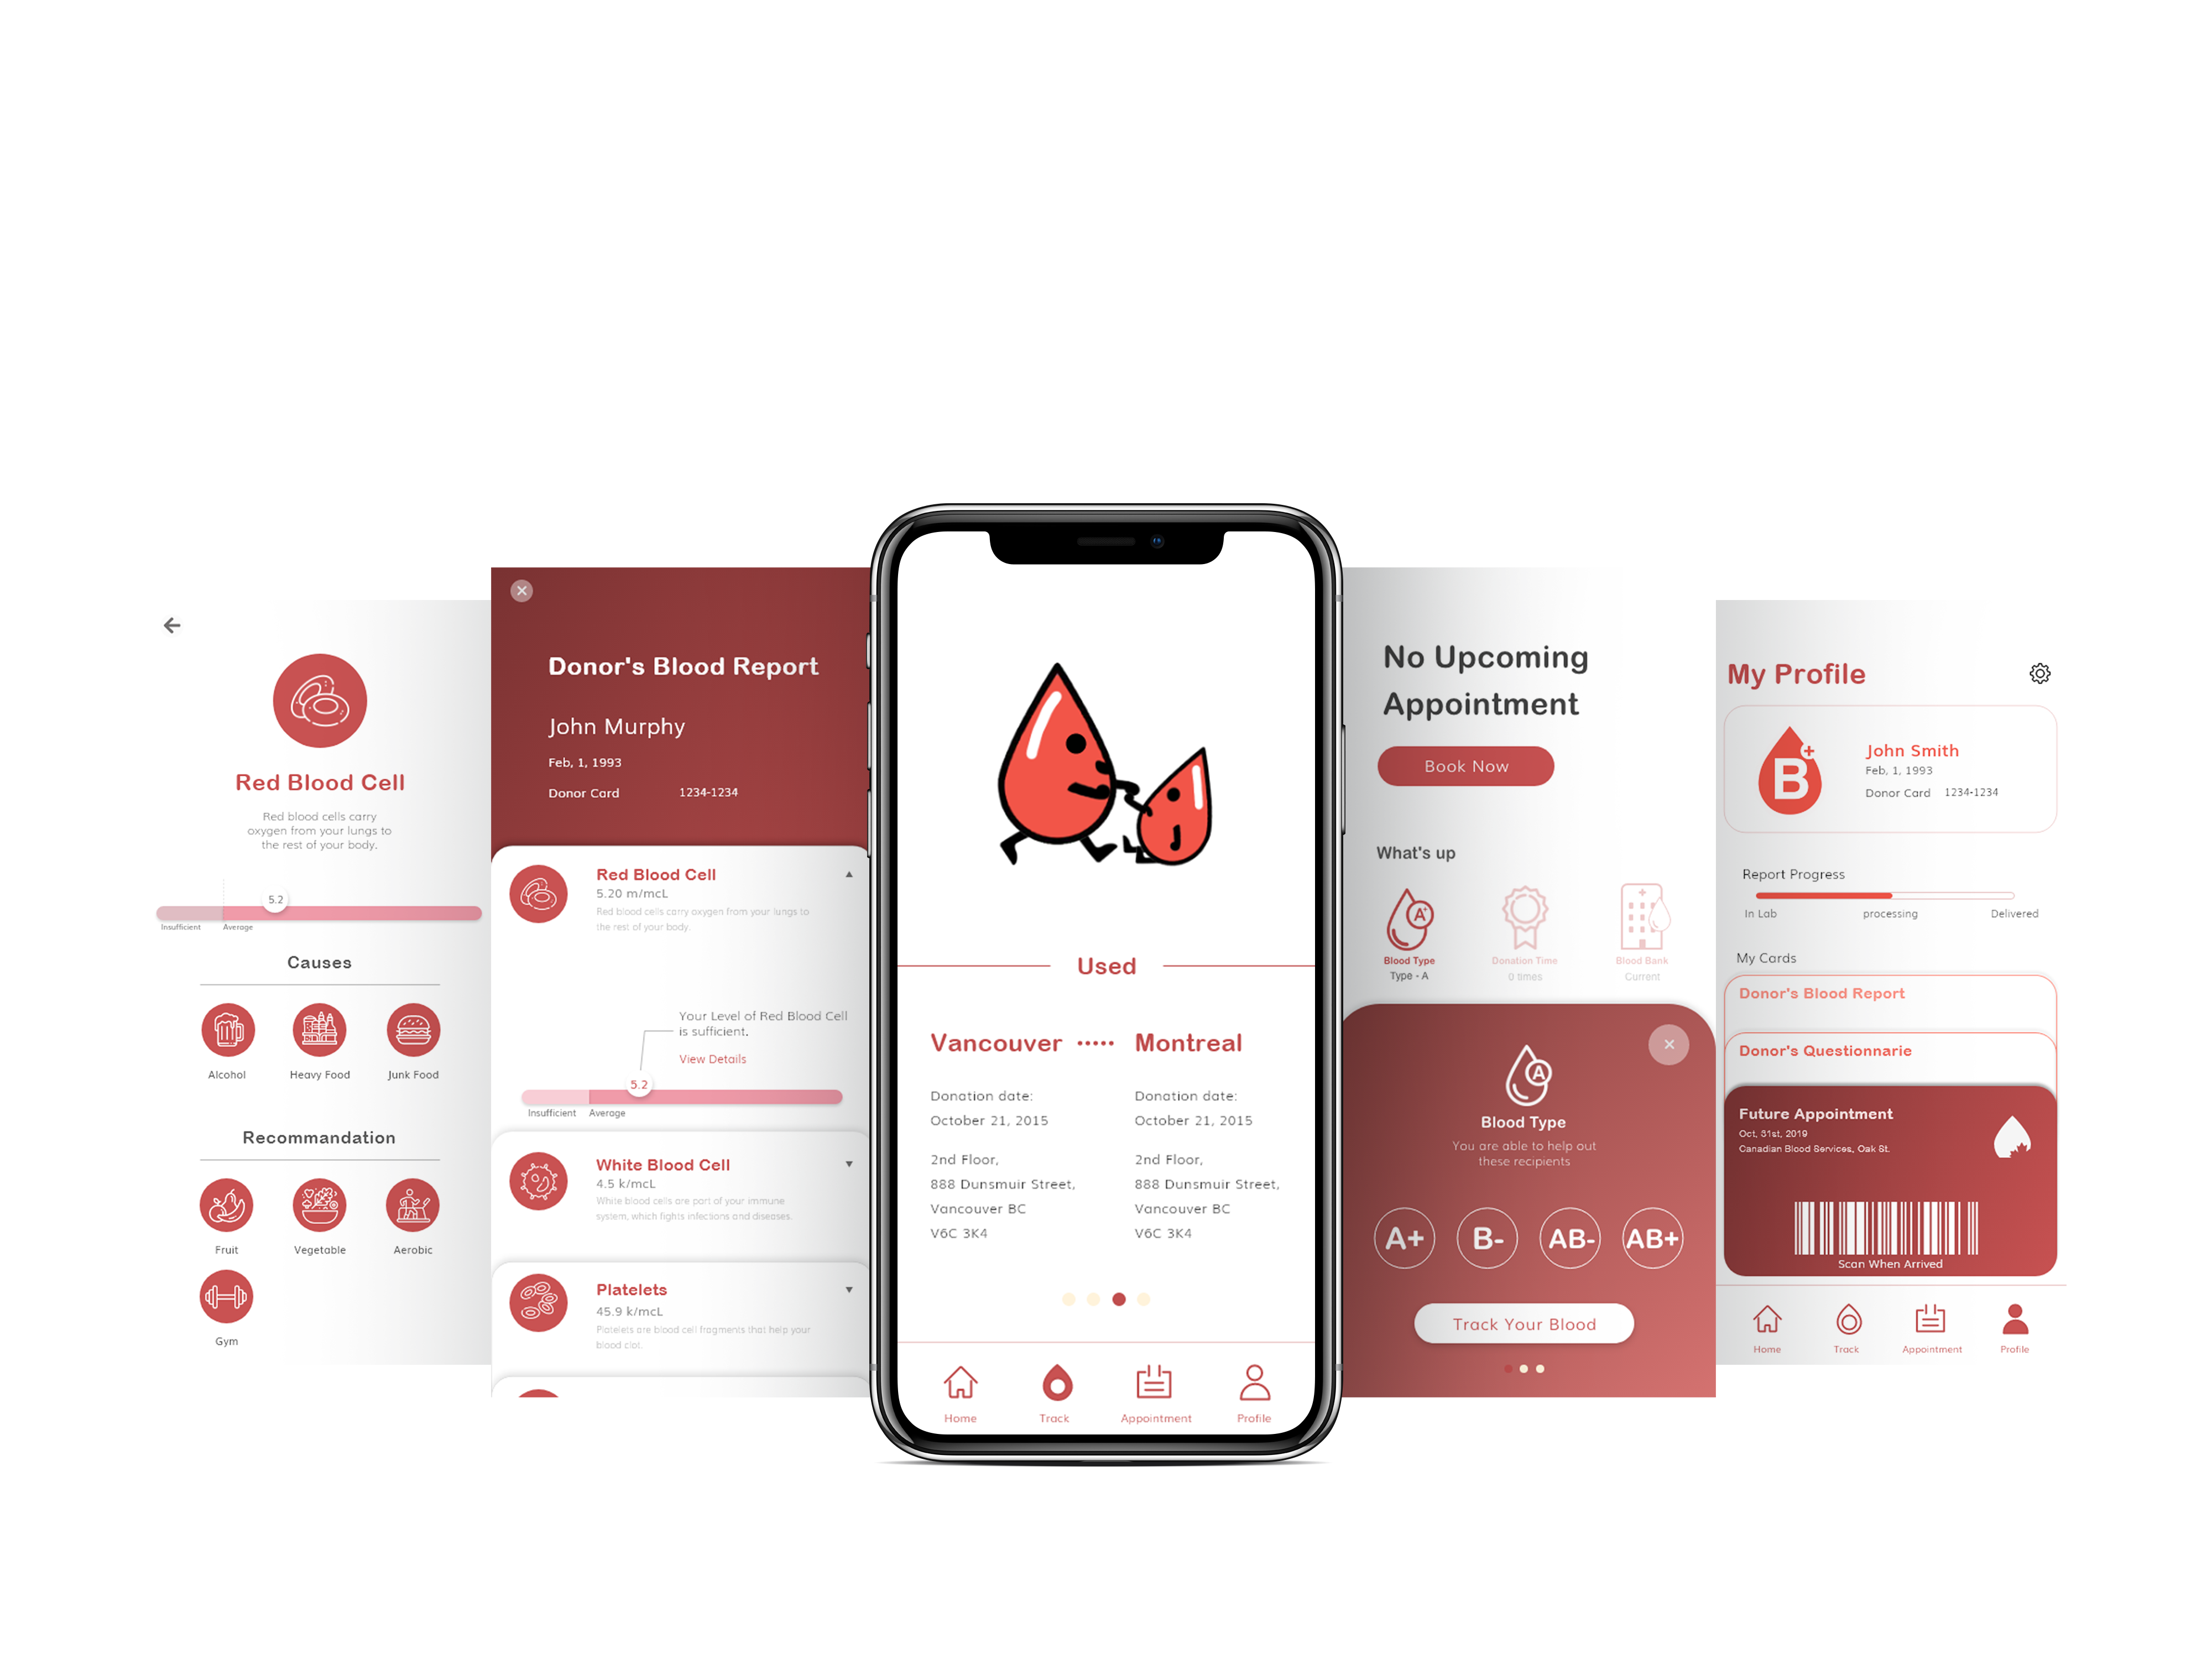 Red Blood Cell
Red blood cells carry
oxygen from your lungs to
the rest of your body.
5.2
Insufficient Average
Causes
Alcohol Heavy Food Junk Food
Recommandation
Fruit Vegetable Aerobic
Gym
Donor's Blood Report
John Murphy
Feb, 1, 1993
Donor Card 1234-1234
Red Blood Cell
5.20 m/mcL
Red blood cells carry oxygen from your lungs to
the rest of your body.
Your Level of Red Blood Cell
is sufficient.
View Details
5.2
Insufficient Average
White Blood Cell
4.5 k/mcL
White blood cells are part of your immune
system, which fights infections and diseases.
Platelets
45.9 k/mcL
Platelets are blood cell fragments that help your
blood clot.
Used
Vancouver ····· Montreal
Donation date: Donation date:
October 21, 2015 October 21, 2015
2nd Floor, 2nd Floor,
888 Dunsmuir Street, 888 Dunsmuir Street,
Vancouver BC Vancouver BC
V6C 3K4 V6C 3K4
Home Track Appointment Profile
No Upcoming
Appointment
Book Now
What's up
A+
Blood Type Donation Time Blood Bank
Type - A 0 times Current
A
Blood Type
You are able to help out
these recipients
A+ B- AB- AB+
Track Your Blood
My Profile
B+
John Smith
Feb, 1, 1993
Donor Card 1234-1234
Report Progress
In Lab processing Delivered
My Cards
Donor's Blood Report
Donor's Questionnarie
Future Appointment
Oct, 31st, 2019
Canadian Blood Services, Oak St.
Scan When Arrived
Home Track Appointment Profile